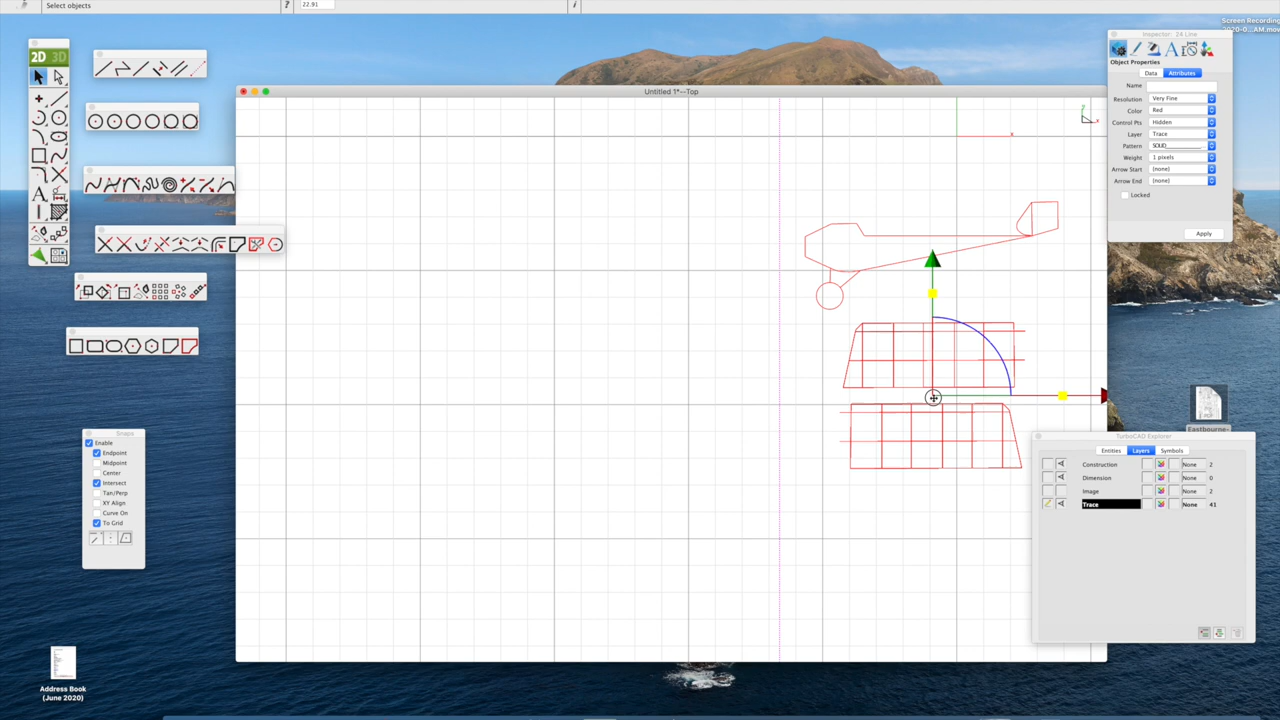 Select objects
?
22.91
i
Screen Recording
2020-0...AM.mov
2D 3D
Untitled 1*--Top
y
x
x
Inspector: 24 Line
Object Properties
Data Attributes
Name
Resolution Very Fine
Color Red
Control Pts Hidden
Layer Trace
Pattern SOLID
Weight 1 pixels
Arrow Start (none)
Arrow End (none)
Locked
Apply
Snaps
Enable
Endpoint
Midpoint
Center
Intersect
Tan/Perp
XY Align
Curve On
To Grid
Eastbourne-
TurboCAD Explorer
Entities Layers Symbols
Construction None 2
Dimension None 0
Image None 2
Trace None 41
Address Book
(June 2020)